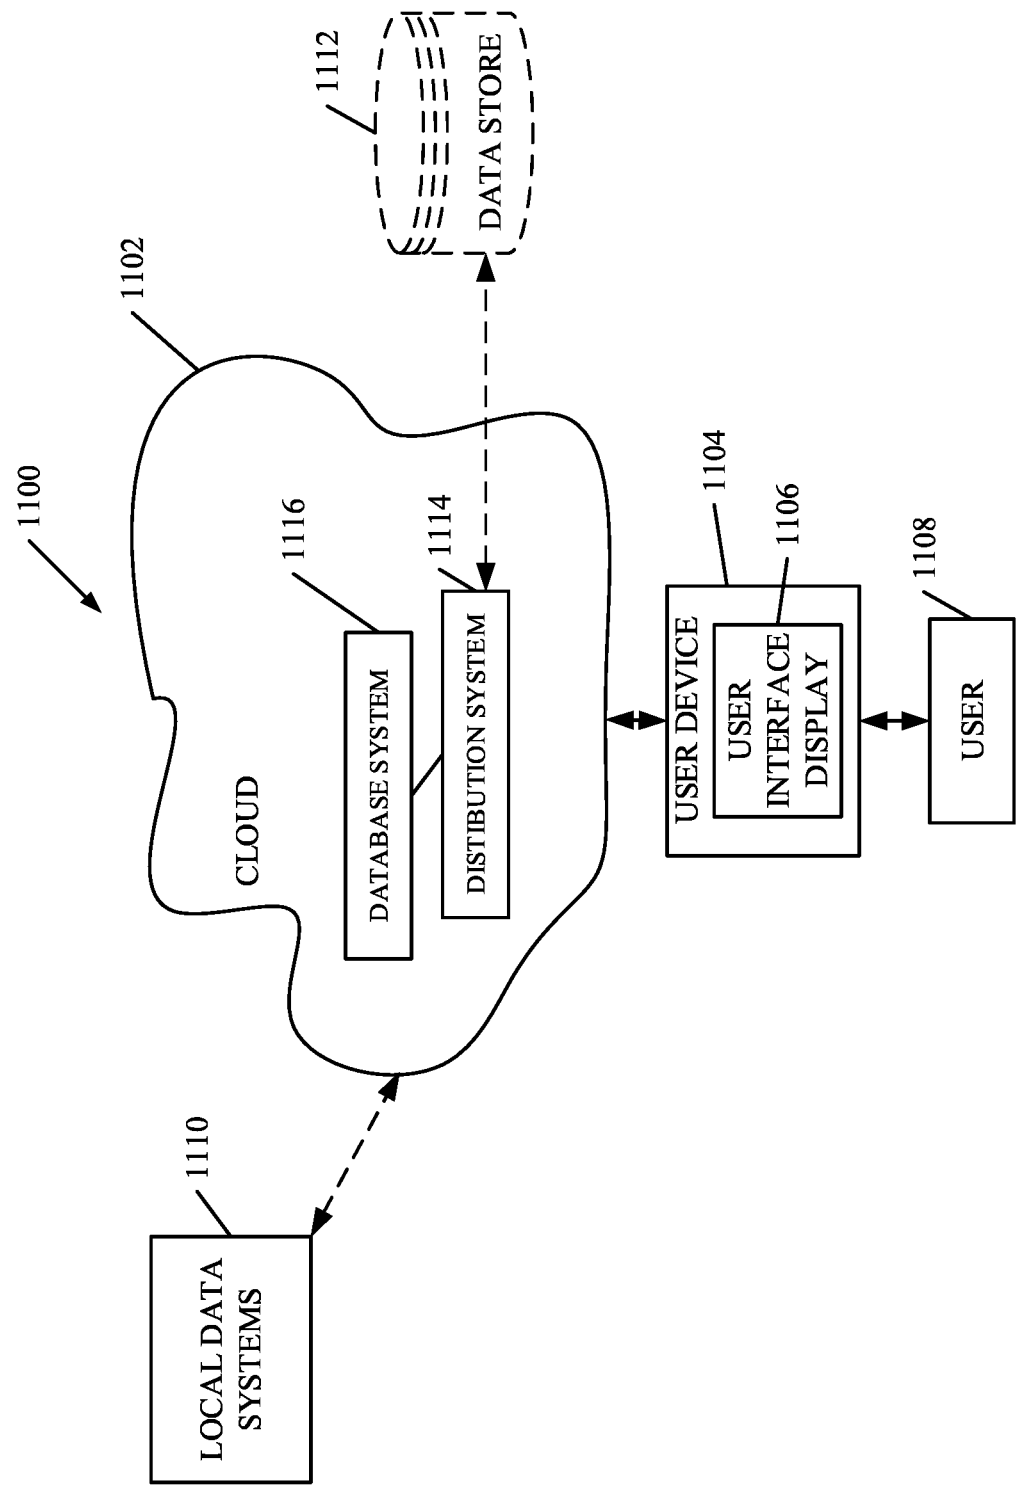 1100
1102
1112
CLOUD
1116
DATABASE SYSTEM
1114
DISTIBUTION SYSTEM
DATA STORE
1110
LOCAL DATA
SYSTEMS
1104
USER DEVICE
1106
USER
INTERFACE
DISPLAY
1108
USER